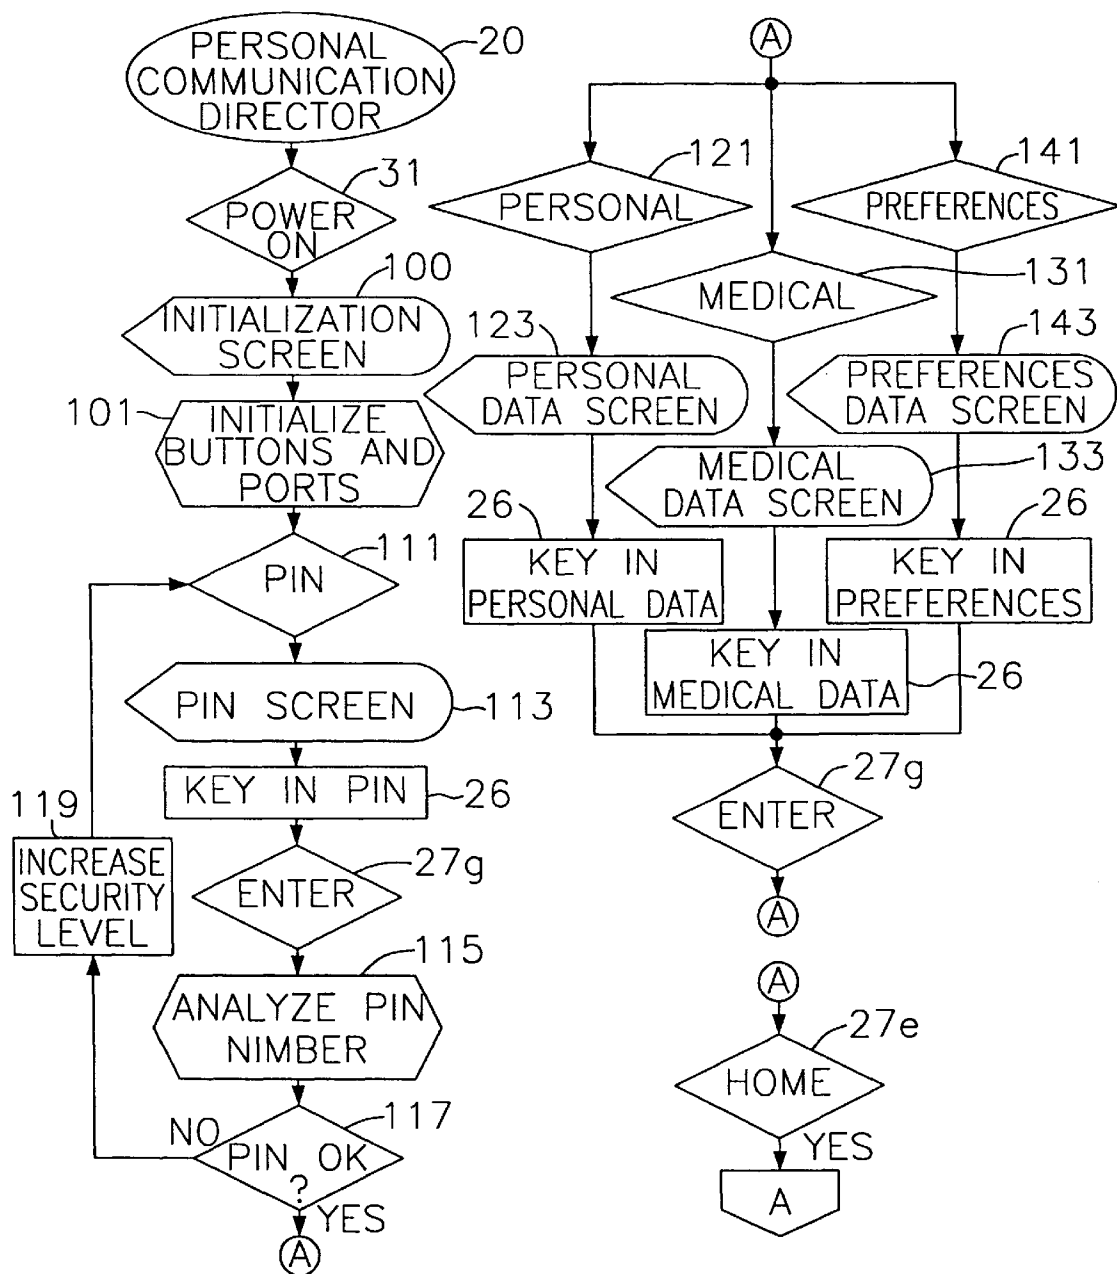 PERSONAL
COMMUNICATION
DIRECTOR
20
POWER
ON
31
INITIALIZATION
SCREEN
100
INITIALIZE
BUTTONS AND
PORTS
101
PIN
111
PIN SCREEN
113
KEY IN PIN
26
ENTER
27g
ANALYZE PIN
NIMBER
115
PIN OK
?
117
NO
YES
A
119
INCREASE
SECURITY
LEVEL
A
PERSONAL
121
MEDICAL
131
PREFERENCES
141
PERSONAL
DATA SCREEN
123
MEDICAL
DATA SCREEN
133
PREFERENCES
DATA SCREEN
143
KEY IN
PERSONAL DATA
26
KEY IN
MEDICAL DATA
26
KEY IN
PREFERENCES
26
ENTER
27g
A
A
HOME
27e
YES
A